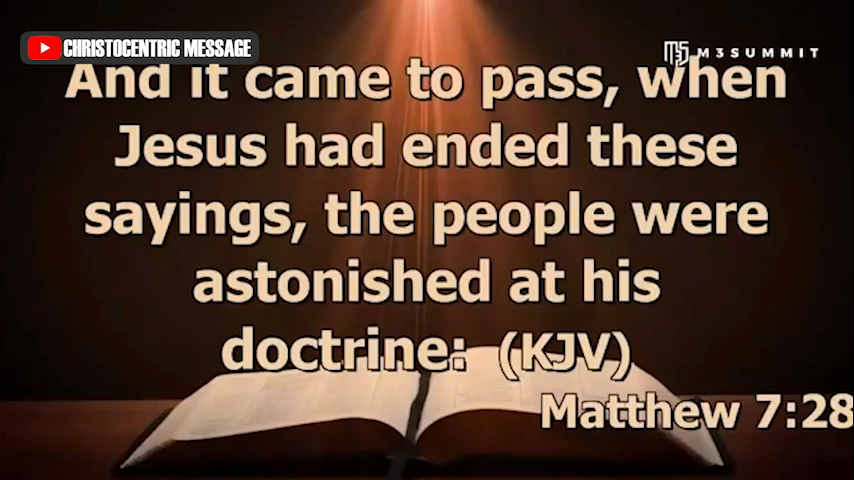 CHRISTOCENTRIC MESSAGE
M3SUMMIT
And it came to pass, when
Jesus had ended these
sayings, the people were
astonished at his
doctrine: (KJV)
Matthew 7:28